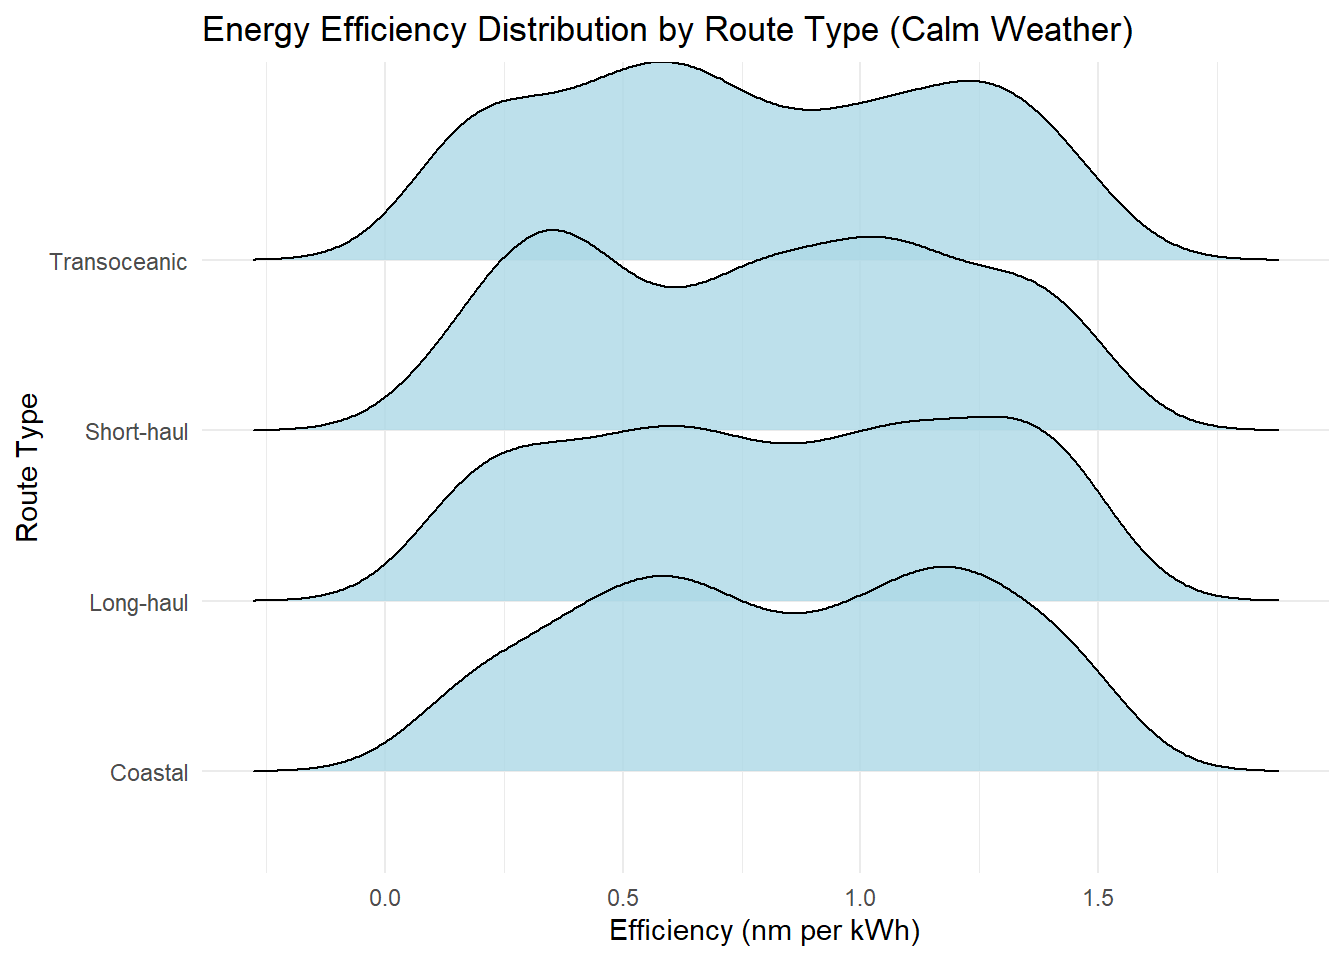 Energy Efficiency Distribution by Route Type (Calm Weather)
Route Type
Transoceanic
Short-haul
Long-haul
Coastal
0.0 0.5 1.0 1.5
Efficiency (nm per kWh)